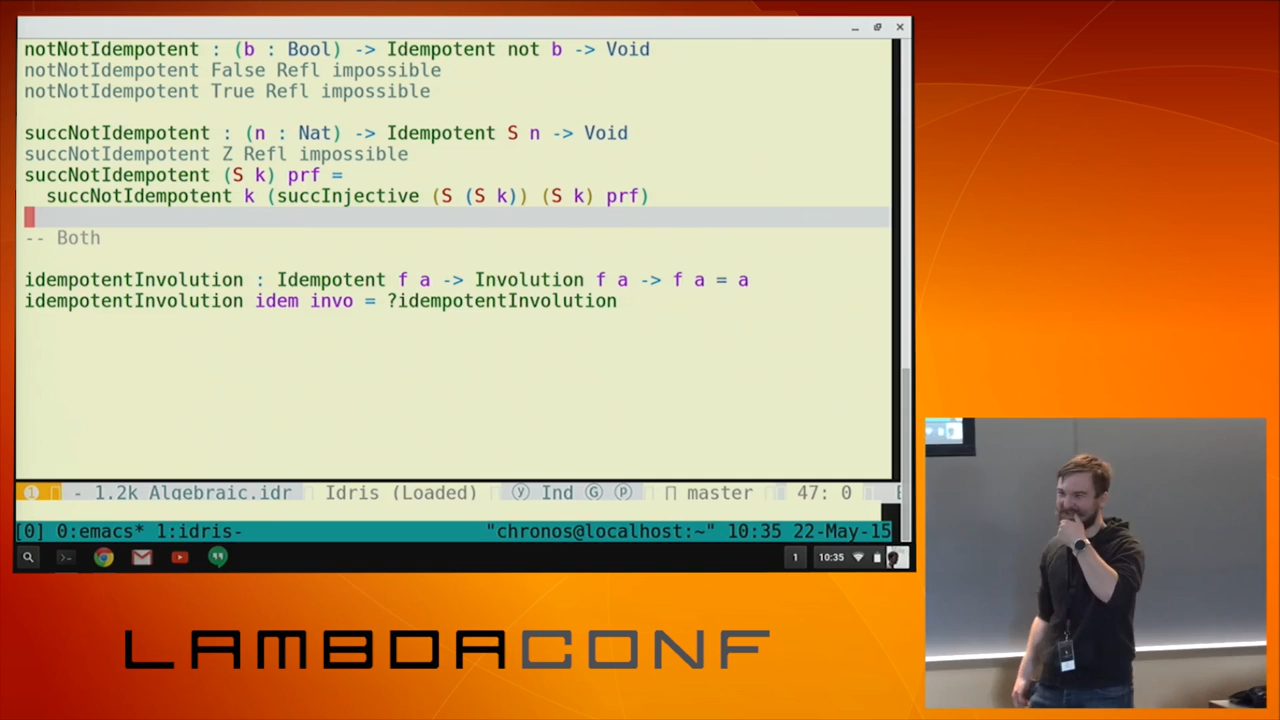 notNotIdempotent : (b : Bool) -> Idempotent not b -> Void
notNotIdempotent False Refl impossible
notNotIdempotent True Refl impossible
succNotIdempotent : (n : Nat) -> Idempotent S n -> Void
succNotIdempotent Z Refl impossible
succNotIdempotent (S k) prf =
succNotIdempotent k (succInjective (S (S k)) (S k) prf)
-- Both
idempotentInvolution : Idempotent f a -> Involution f a -> f a = a
idempotentInvolution idem invo = ?idempotentInvolution
1 - 1.2k Algebraic.idr Idris (Loaded) y Ind G p master 47: 0
[0] 0:emacs* 1:idris- "chronos@localhost:~" 10:35 22-May-15
1 10:35
LAMBDACONF